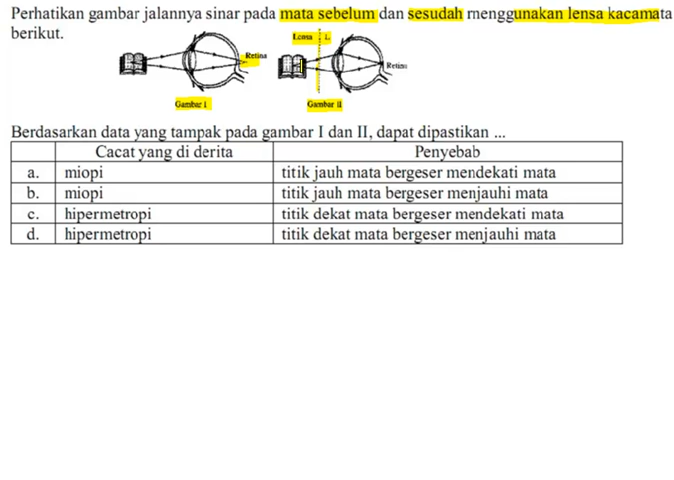 Perhatikan gambar jalannya sinar pada mata sebelum dan sesudah menggunakan lensa kacamata
berikut.
Lensa L
Retina
Retina
Gambar I
Gambar II
Berdasarkan data yang tampak pada gambar I dan II, dapat dipastikan ...
Cacat yang di derita Penyebab
a. miopi titik jauh mata bergeser mendekati mata
b. miopi titik jauh mata bergeser menjauhi mata
c. hipermetropi titik dekat mata bergeser mendekati mata
d. hipermetropi titik dekat mata bergeser menjauhi mata